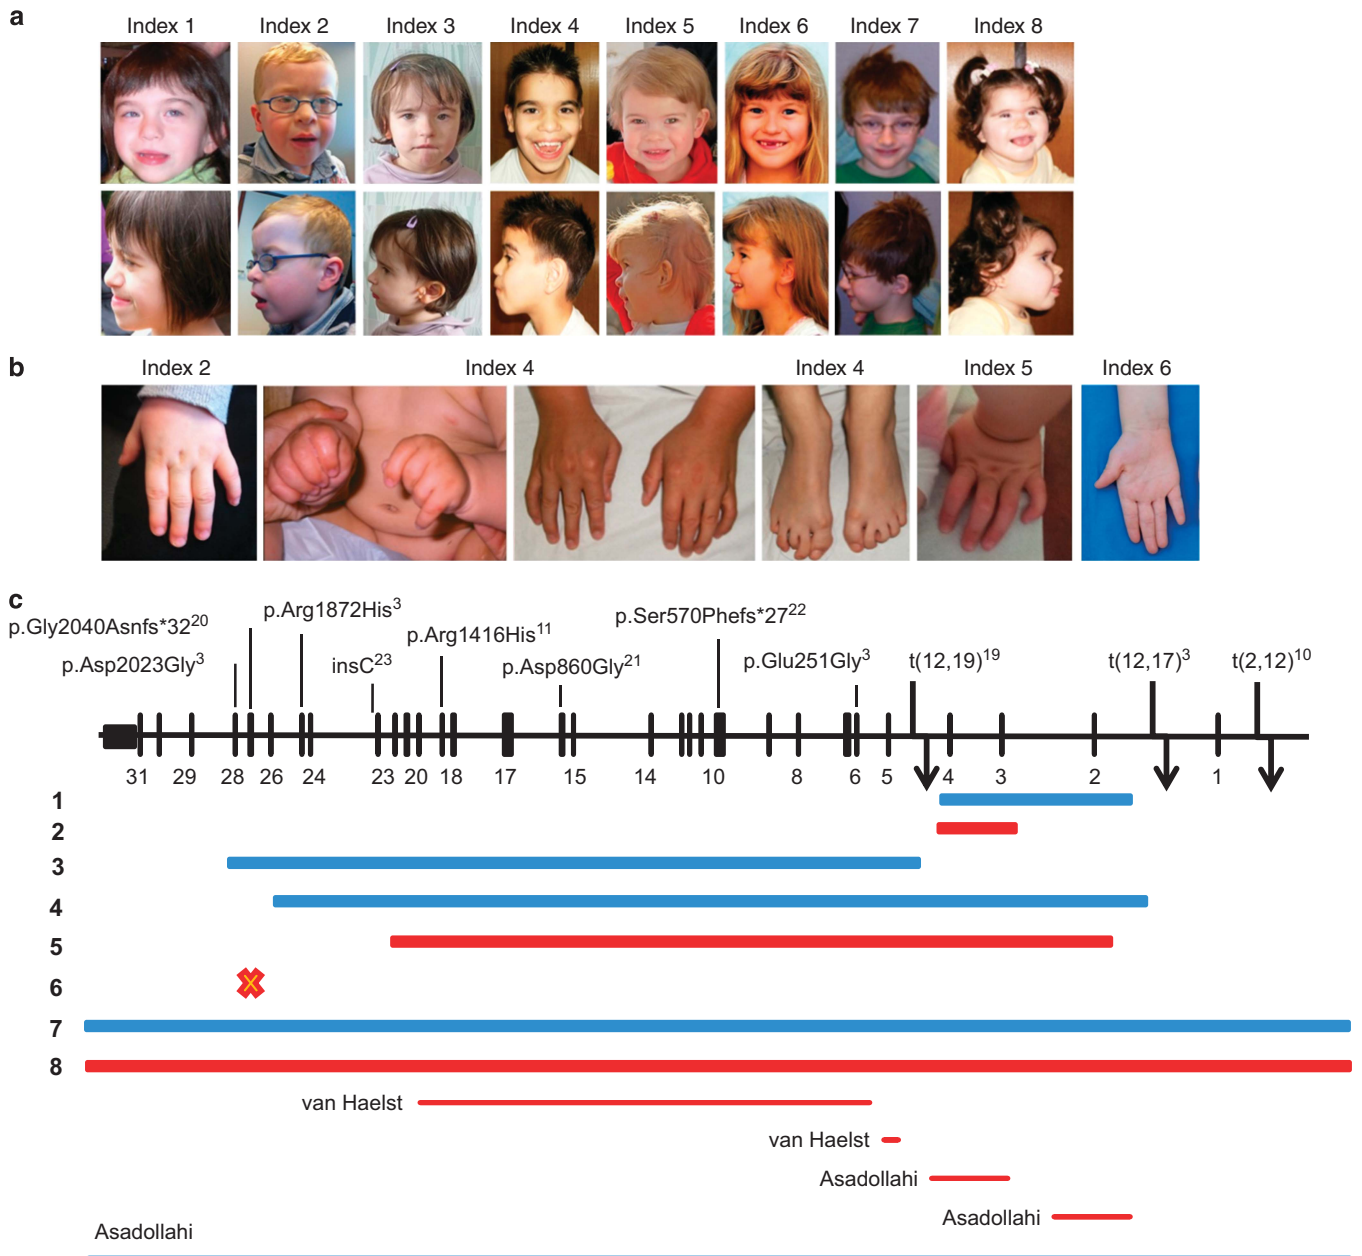 a
Index 1 Index 2 Index 3 Index 4 Index 5 Index 6 Index 7 Index 8
b
Index 2 Index 4 Index 4 Index 5 Index 6
c
p.Gly2040Asnfs*32²⁰ p.Arg1872His³ p.Ser570Phefs*27²²
p.Asp2023Gly³ insC²³ p.Arg1416His¹¹ p.Asp860Gly²¹ p.Glu251Gly³ t(12,19)¹⁹ t(12,17)³ t(2,12)¹⁰
31 29 28 26 24 23 20 18 17 15 14 10 8 6 5 4 3 2 1
1
2
3
4
5
6
7
8
van Haelst
van Haelst
Asadollahi
Asadollahi
Asadollahi